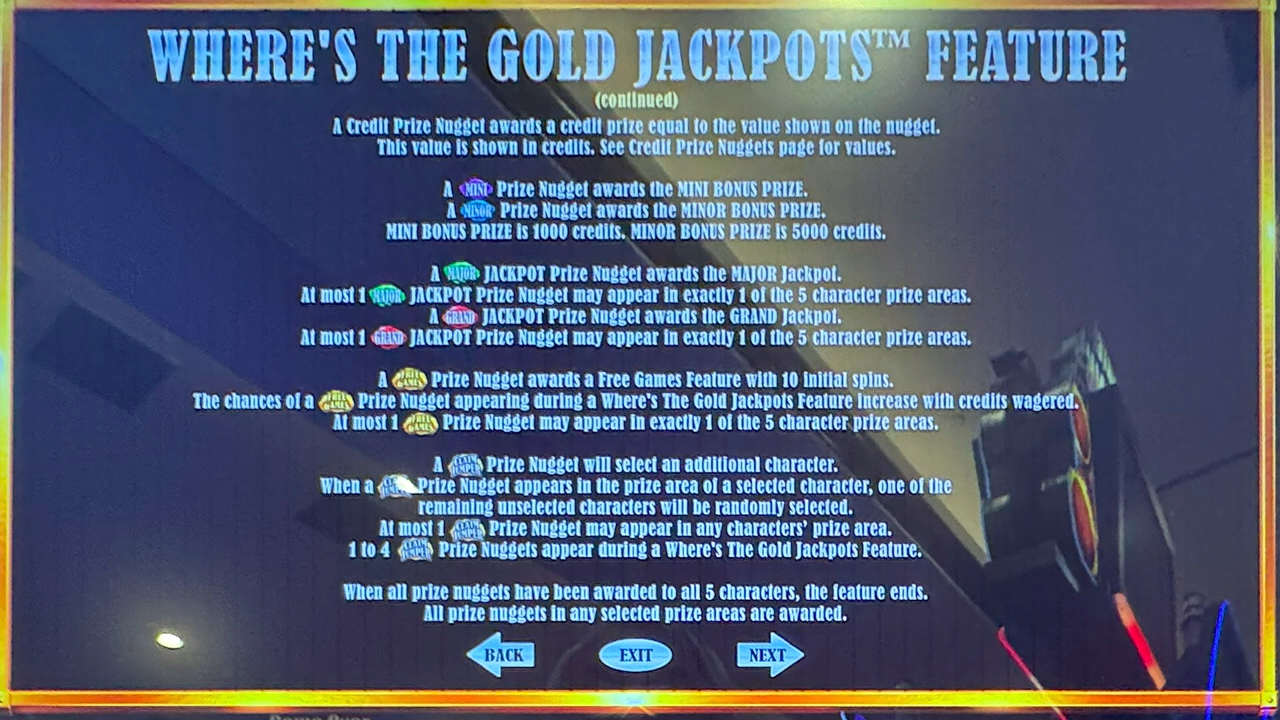 WHERE'S THE GOLD JACKPOTS™ FEATURE
(continued)
A Credit Prize Nugget awards a credit prize equal to the value shown on the nugget.
This value is shown in credits. See Credit Prize Nuggets page for values.
A MINI Prize Nugget awards the MINI BONUS PRIZE.
A MINOR Prize Nugget awards the MINOR BONUS PRIZE.
MINI BONUS PRIZE is 1000 credits. MINOR BONUS PRIZE is 5000 credits.
A MAJOR JACKPOT Prize Nugget awards the MAJOR Jackpot.
At most 1 MAJOR JACKPOT Prize Nugget may appear in exactly 1 of the 5 character prize areas.
A GRAND JACKPOT Prize Nugget awards the GRAND Jackpot.
At most 1 GRAND JACKPOT Prize Nugget may appear in exactly 1 of the 5 character prize areas.
A FREE GAMES Prize Nugget awards a Free Games Feature with 10 initial spins.
The chances of a FREE GAMES Prize Nugget appearing during a Where's The Gold Jackpots Feature increase with credits wagered.
At most 1 FREE GAMES Prize Nugget may appear in exactly 1 of the 5 character prize areas.
A CLAIM JUMPER Prize Nugget will select an additional character.
When a CLAIM JUMPER Prize Nugget appears in the prize area of a selected character, one of the
remaining unselected characters will be randomly selected.
At most 1 CLAIM JUMPER Prize Nugget may appear in any characters' prize area.
1 to 4 CLAIM JUMPER Prize Nuggets appear during a Where's The Gold Jackpots Feature.
When all prize nuggets have been awarded to all 5 characters, the feature ends.
All prize nuggets in any selected prize areas are awarded.
BACK EXIT NEXT
Game Over